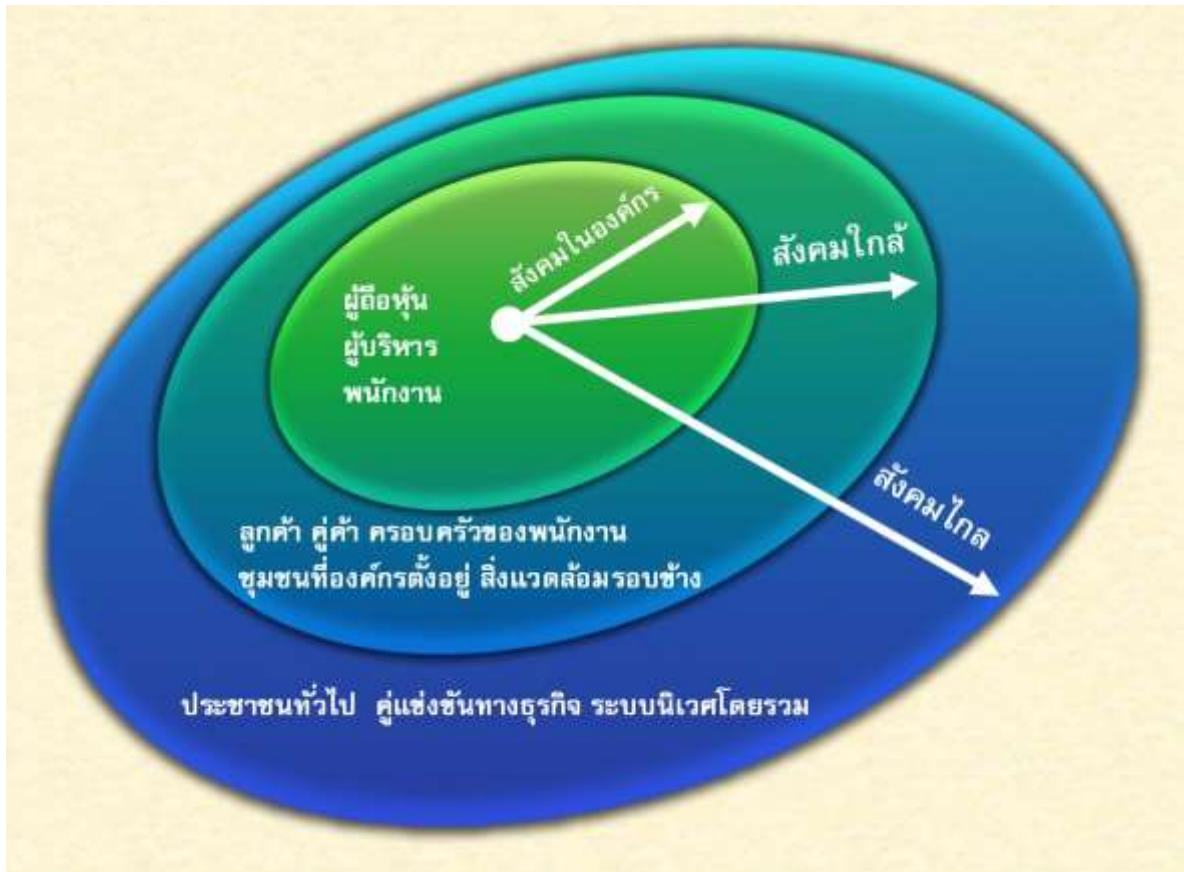 สังคมในองค์กร
สังคมใกล้
ผู้ถือหุ้น
ผู้บริหาร
พนักงาน
สังคมไกล
ลูกค้า คู่ค้า ครอบครัวของพนักงาน
ชุมชนที่องค์กรตั้งอยู่ สิ่งแวดล้อมรอบข้าง
ประชาชนทั่วไป คู่แข่งขันทางธุรกิจ ระบบนิเวศโดยรวม